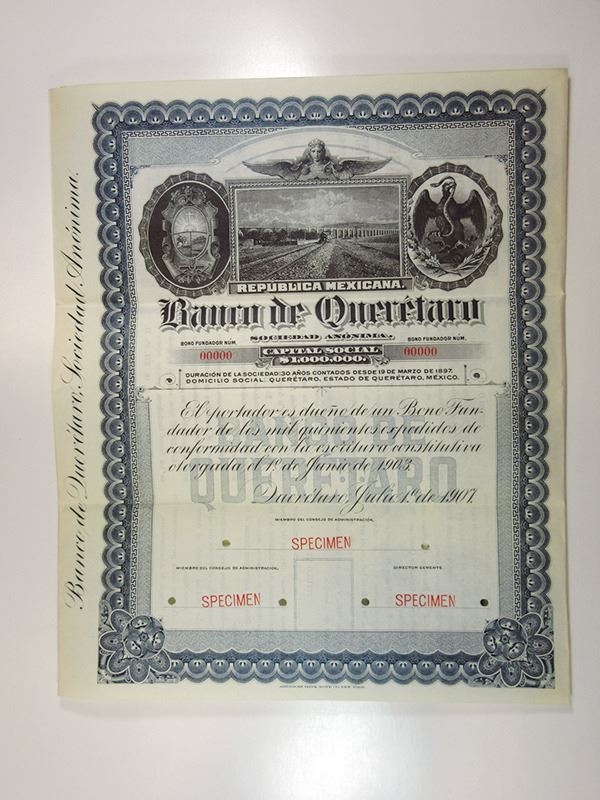 Banco de Querétaro, Sociedad Anónima.
REPUBLICA MEXICANA.
Banco de Querétaro
SOCIEDAD ANÓNIMA.
BONO FUNDADOR NUM. BONO FUNDADOR NUM.
00000 CAPITAL SOCIAL 00000
$1.000.000.
DURACIÓN DE LA SOCIEDAD: 30 AÑOS CONTADOS DESDE 19 DE MARZO DE 1897.
DOMICILIO SOCIAL: QUERÉTARO, ESTADO DE QUERÉTARO, MÉXICO.
El portador es dueño de un Bono Fun-
dador de los mil quinientos expedidos de
conformidad con la escritura constitutiva
otorgada el 1º. de Junio de 1903.
BANCO DE
QUERÉTARO
Querétaro, Julio 1º. de 1907.
MIEMBRO DEL CONSEJO DE ADMINISTRACIÓN.
SPECIMEN
MIEMBRO DEL CONSEJO DE ADMINISTRACIÓN. DIRECTOR GERENTE.
SPECIMEN SPECIMEN